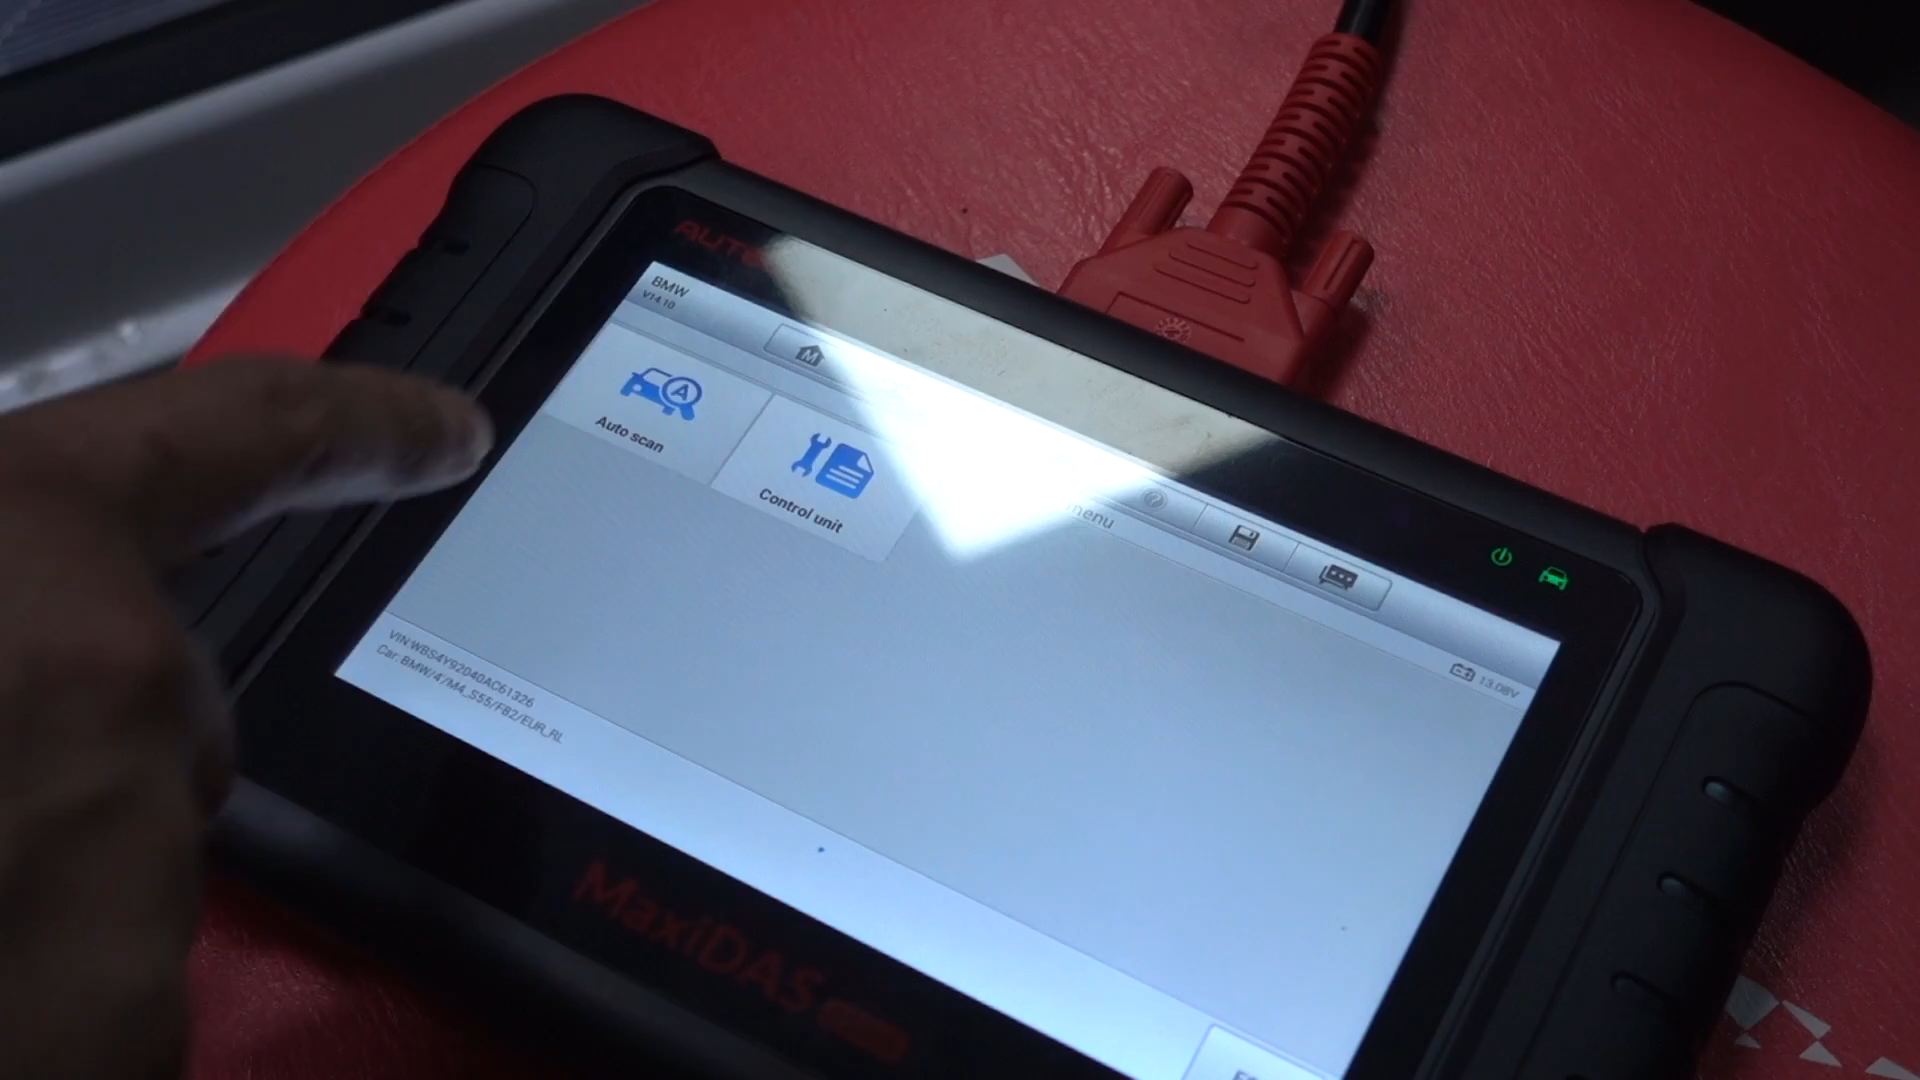 BMW
V14.10
M
A
Auto scan
Control unit
menu
13.08V
VIN:WBS4Y92040AC61326
Car: BMW/4'/M4_S55/F82/EUR_RL
MaxiDAS